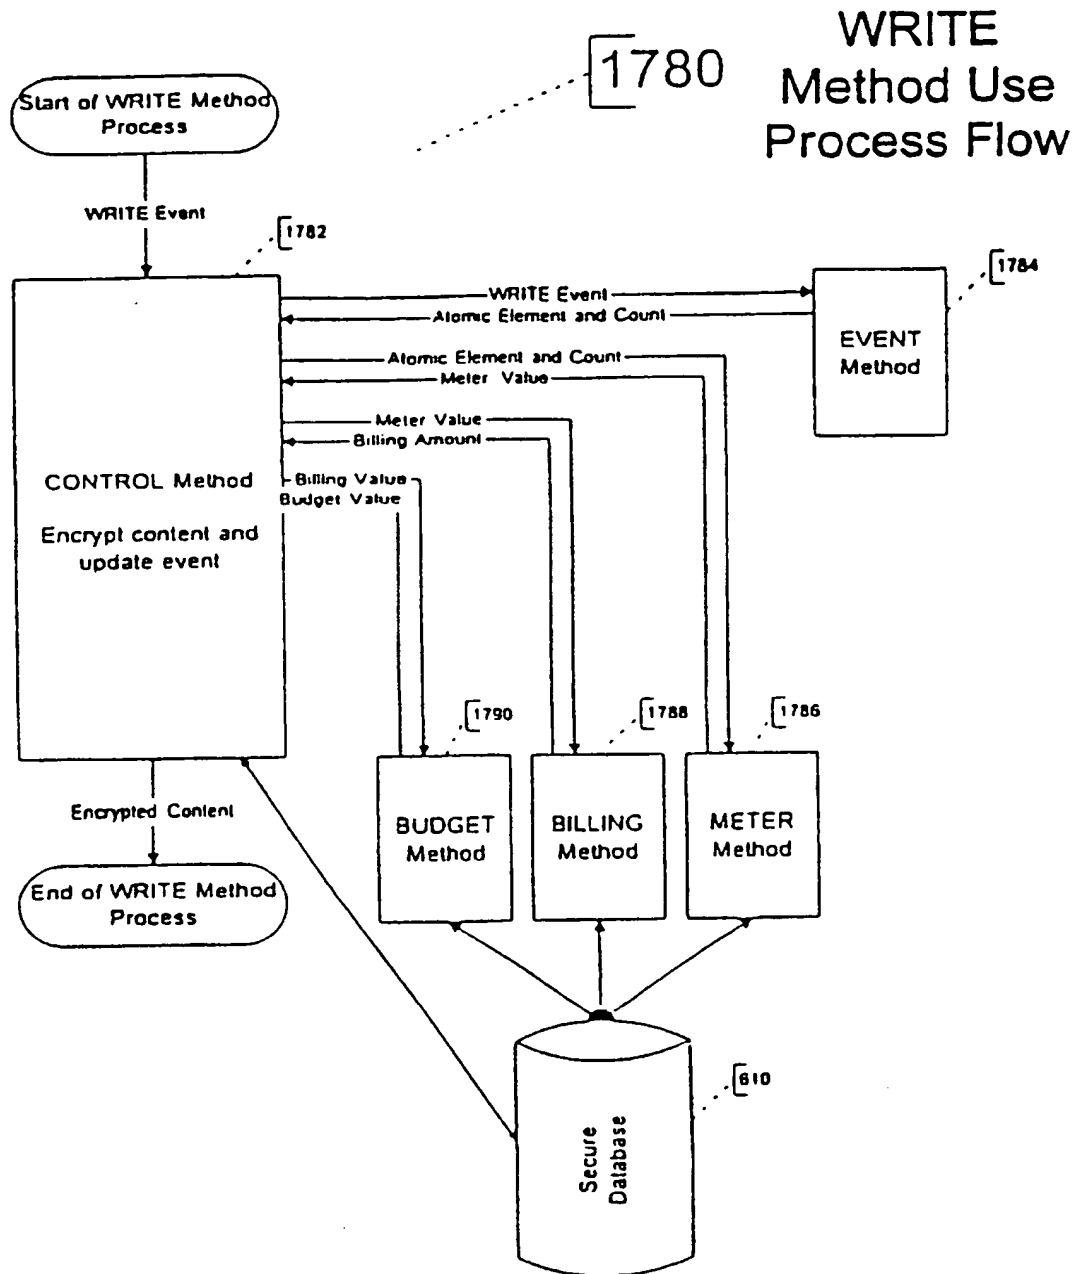 1780
WRITE
Method Use
Process Flow
Start of WRITE Method
Process
WRITE Event
1782
1784
WRITE Event
Atomic Element and Count
EVENT
Method
Atomic Element and Count
Meter Value
Meter Value
Billing Amount
CONTROL Method
Encrypt content and
update event
Billing Value
Budget Value
1790
1788
1786
BUDGET
Method
BILLING
Method
METER
Method
Encrypted Content
End of WRITE Method
Process
610
Secure
Database